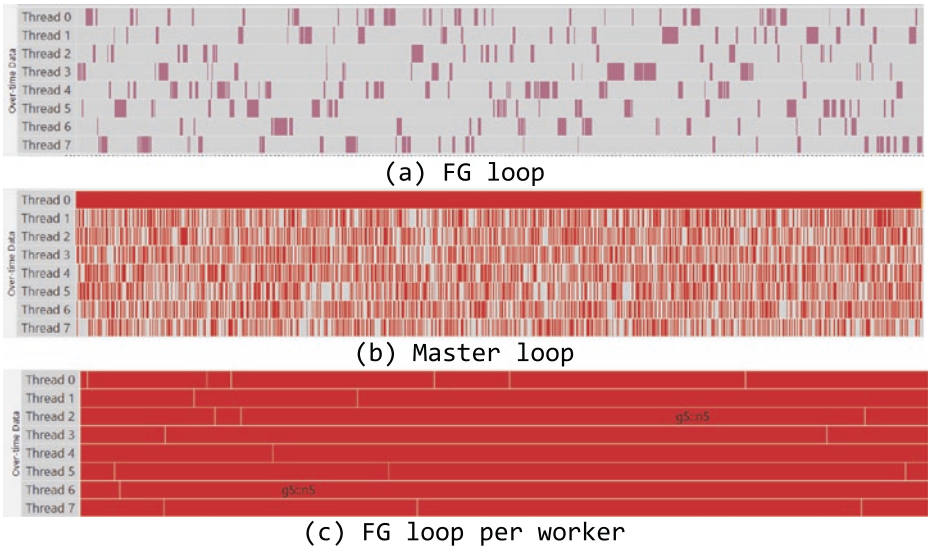 Over-time Data
Thread 0
Thread 1
Thread 2
Thread 3
Thread 4
Thread 5
Thread 6
Thread 7
(a) FG loop
Over-time Data
Thread 0
Thread 1
Thread 2
Thread 3
Thread 4
Thread 5
Thread 6
Thread 7
(b) Master loop
Over-time Data
Thread 0
Thread 1
Thread 2
g5::n5
Thread 3
Thread 4
Thread 5
Thread 6
g5::n5
Thread 7
(c) FG loop per worker